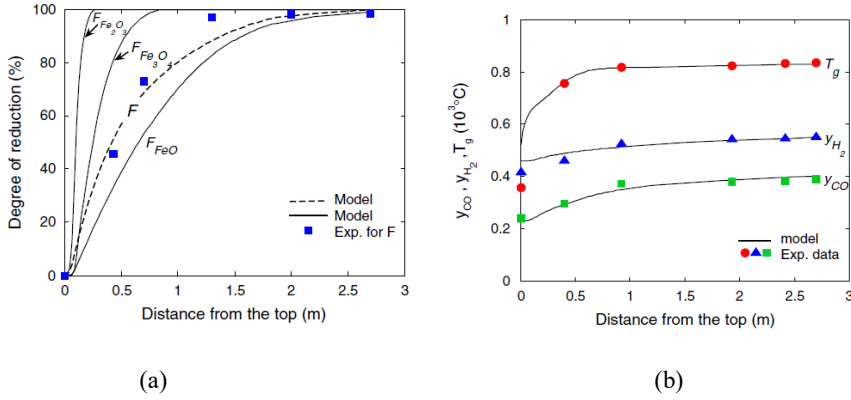 (a)
Degree of reduction (%)
100
80
60
40
20
0
F Fe2O3
F Fe3O4
F
F FeO
Model
Model
Exp. for F
0 0.5 1 1.5 2 2.5 3
Distance from the top (m)
(b)
yCO , yH2 , Tg (10³°C)
1
0.8
0.6
0.4
0.2
0
Tg
yH2
yCO
model
Exp. data
0 0.5 1 1.5 2 2.5 3
Distance from the top (m)
(a)
(b)